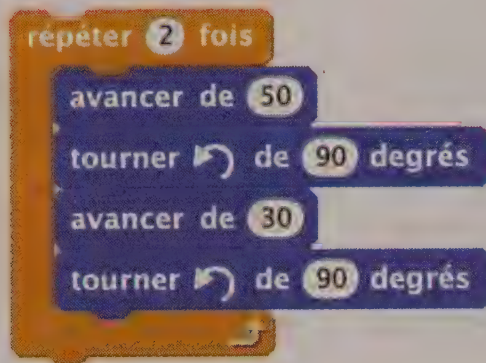 répéter 2 fois
avancer de 50
tourner de 90 degrés
avancer de 30
tourner de 90 degrés